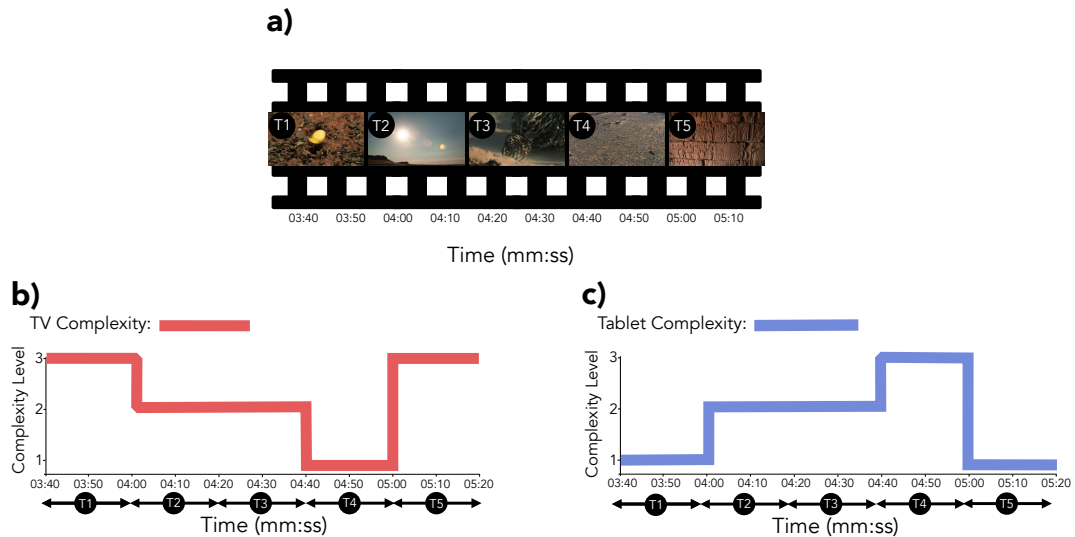 a)
T1 T2 T3 T4 T5
03:40 03:50 04:00 04:10 04:20 04:30 04:40 04:50 05:00 05:10
Time (mm:ss)
b)
TV Complexity:
Complexity Level
3
2
1
03:40 03:50 04:00 04:10 04:20 04:30 04:40 04:50 05:00 05:10 05:20
T1 T2 T3 T4 T5
Time (mm:ss)
c)
Tablet Complexity:
Complexity Level
3
2
1
03:40 03:50 04:00 04:10 04:20 04:30 04:40 04:50 05:00 05:10 05:20
T1 T2 T3 T4 T5
Time (mm:ss)